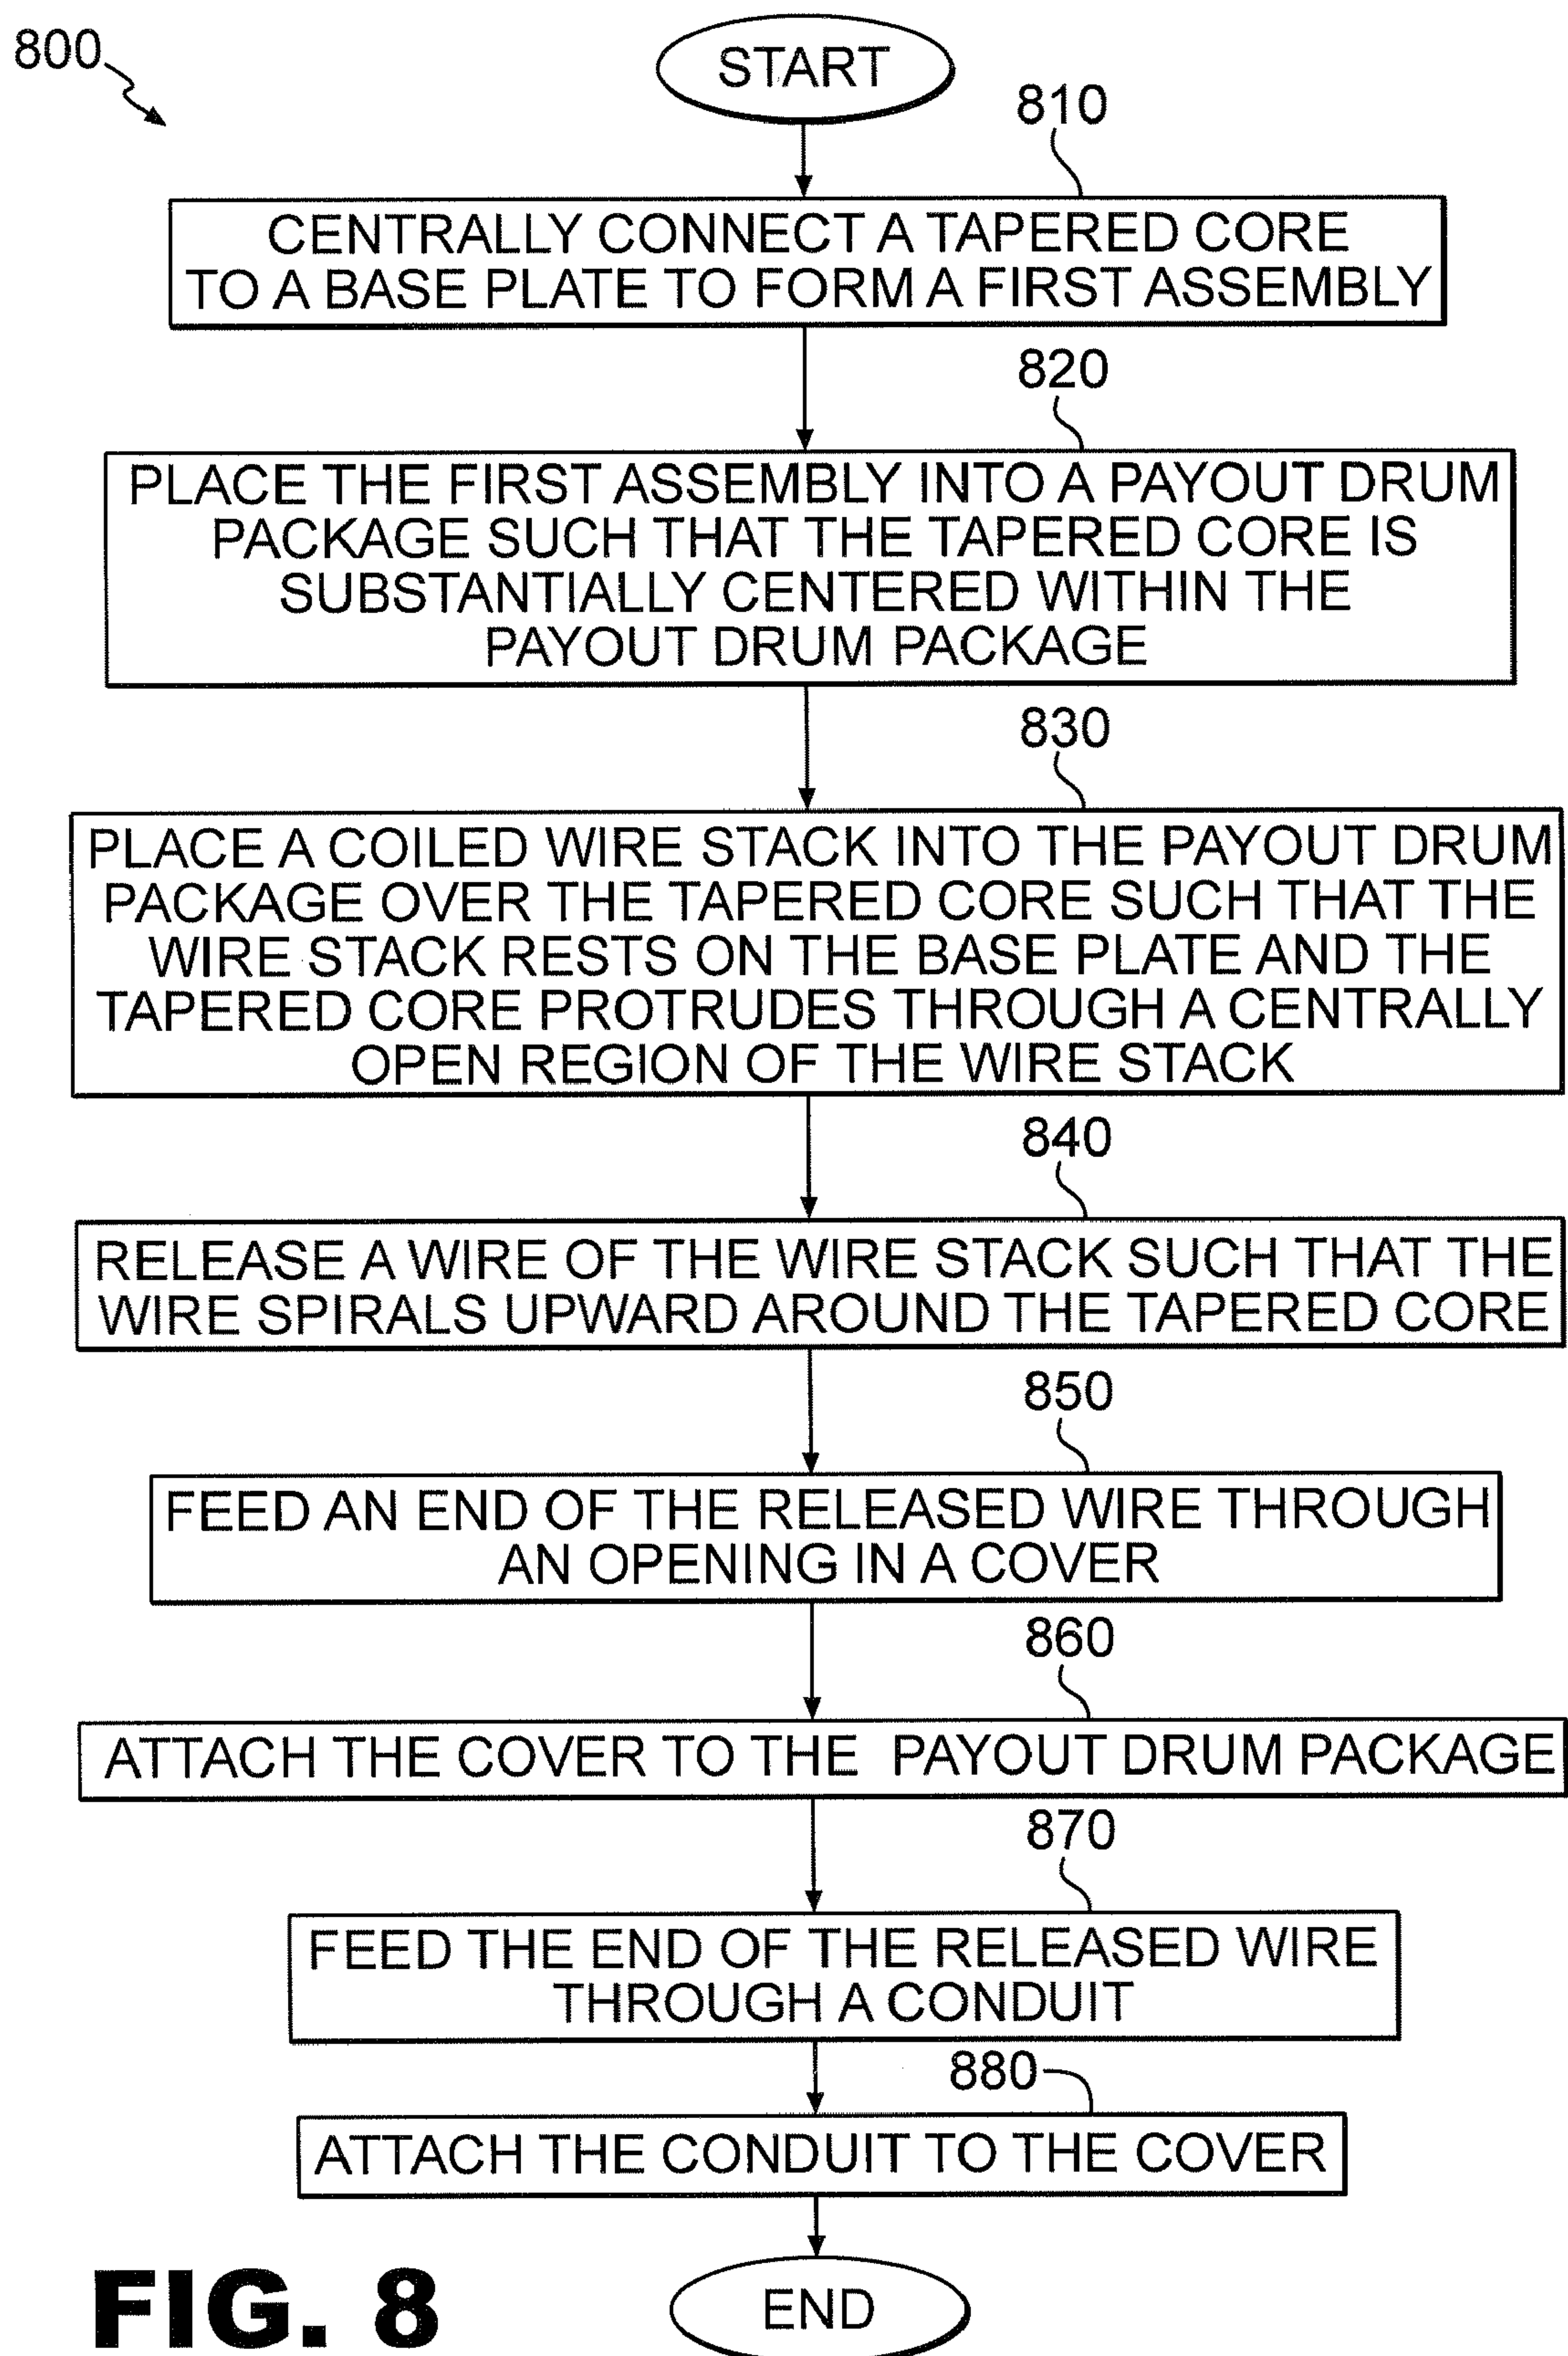 800
START
810
CENTRALLY CONNECT A TAPERED CORE
TO A BASE PLATE TO FORM A FIRST ASSEMBLY
820
PLACE THE FIRST ASSEMBLY INTO A PAYOUT DRUM
PACKAGE SUCH THAT THE TAPERED CORE IS
SUBSTANTIALLY CENTERED WITHIN THE
PAYOUT DRUM PACKAGE
830
PLACE A COILED WIRE STACK INTO THE PAYOUT DRUM
PACKAGE OVER THE TAPERED CORE SUCH THAT THE
WIRE STACK RESTS ON THE BASE PLATE AND THE
TAPERED CORE PROTRUDES THROUGH A CENTRALLY
OPEN REGION OF THE WIRE STACK
840
RELEASE A WIRE OF THE WIRE STACK SUCH THAT THE
WIRE SPIRALS UPWARD AROUND THE TAPERED CORE
850
FEED AN END OF THE RELEASED WIRE THROUGH
AN OPENING IN A COVER
860
ATTACH THE COVER TO THE PAYOUT DRUM PACKAGE
870
FEED THE END OF THE RELEASED WIRE
THROUGH A CONDUIT
880
ATTACH THE CONDUIT TO THE COVER
END
FIG. 8